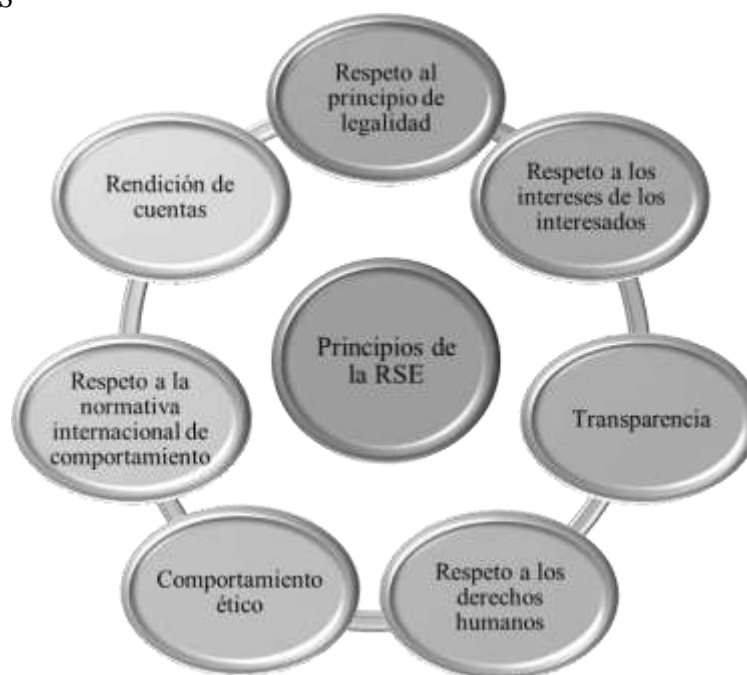 Respeto al
principio de
legalidad
Respeto a los
intereses de los
interesados
Transparencia
Respeto a los
derechos
humanos
Comportamiento
ético
Respeto a la
normativa
internacional de
comportamiento
Rendición de
cuentas
Principios de
la RSE